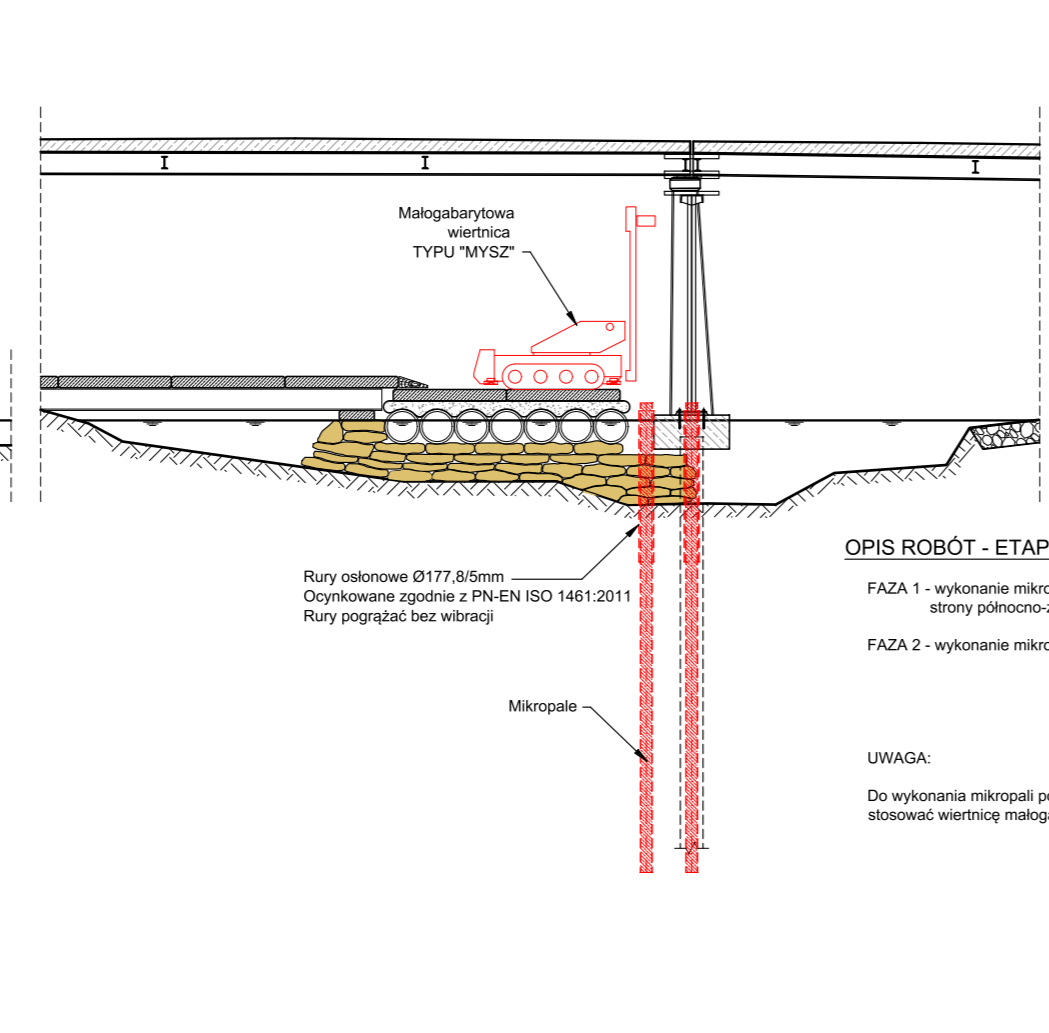 Małogabarytowa
wiertnica
TYPU "MYSZ"
Rury osłonowe Ø177,8/5mm
Ocynkowane zgodnie z PN-EN ISO 1461:2011
Rury pogrążać bez wibracji
Mikropale
OPIS ROBÓT - ETAP
FAZA 1 - wykonanie mikro
strony północno-z
FAZA 2 - wykonanie mikro
UWAGA:
Do wykonania mikropali po
stosować wiertnicę małoga